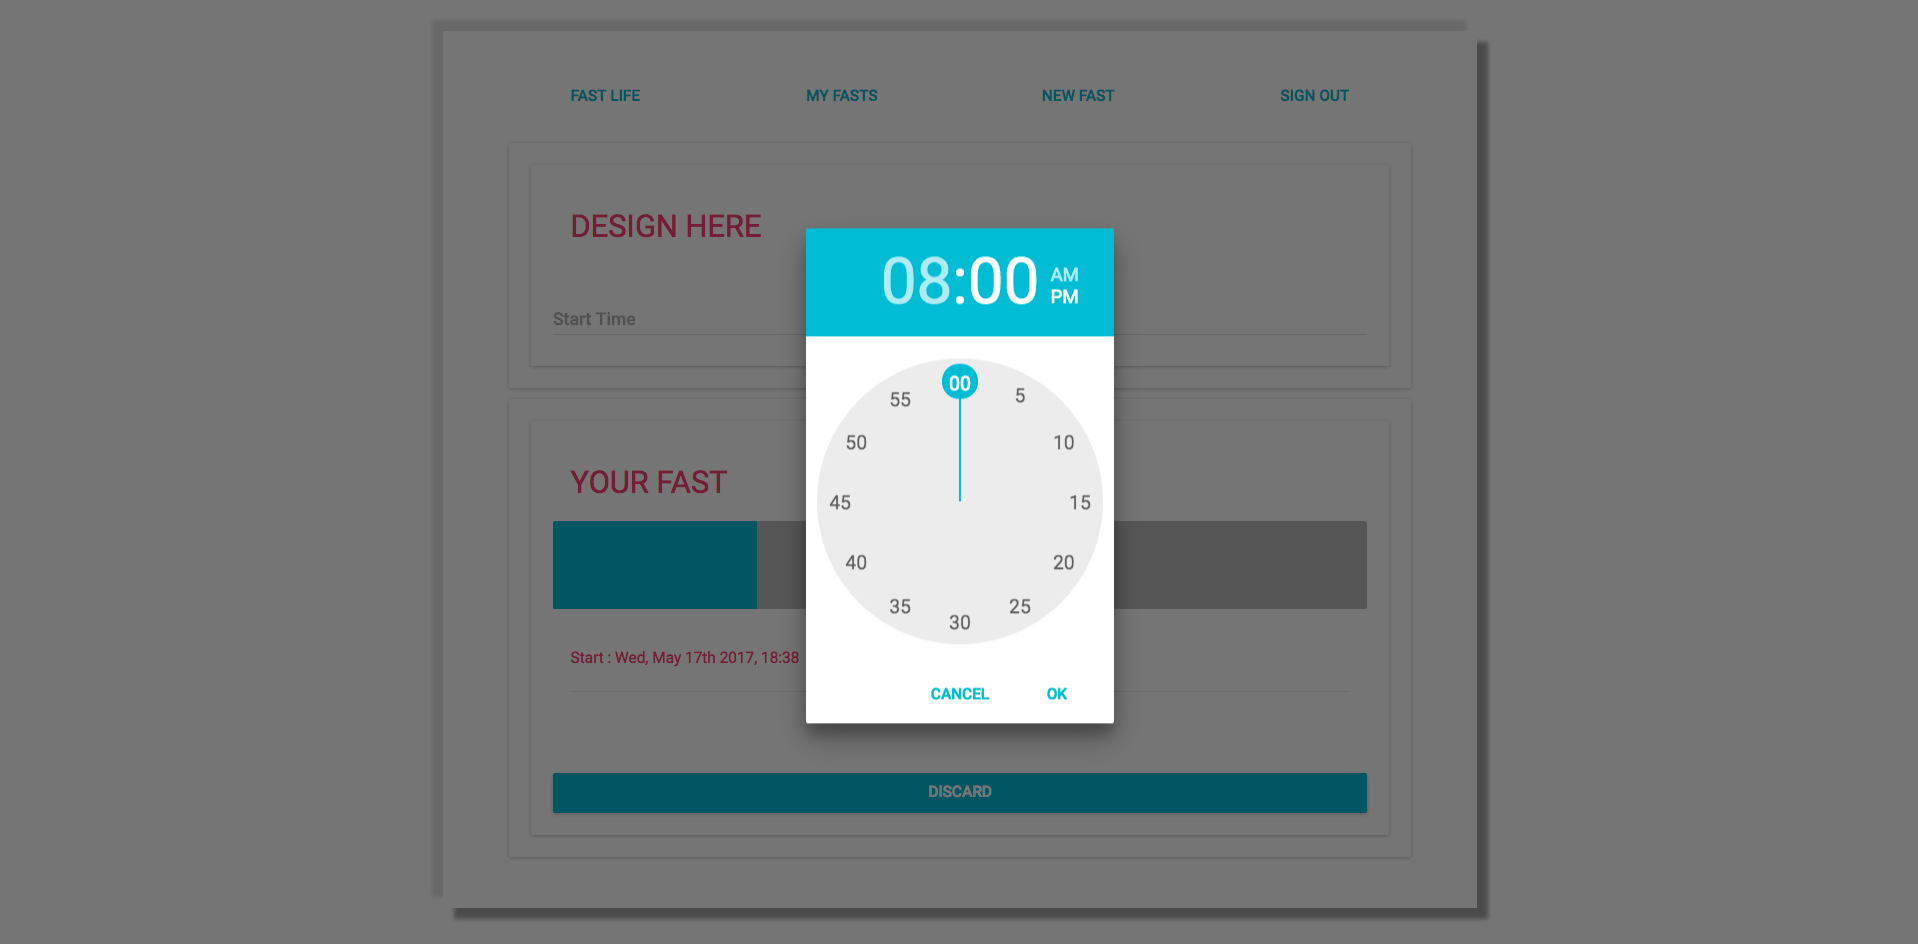 FAST LIFE MY FASTS NEW FAST SIGN OUT
DESIGN HERE
Start Time
08:00 AM
PM
00
5
10
15
20
25
30
35
40
45
50
55
CANCEL OK
YOUR FAST
Start : Wed, May 17th 2017, 18:38
DISCARD